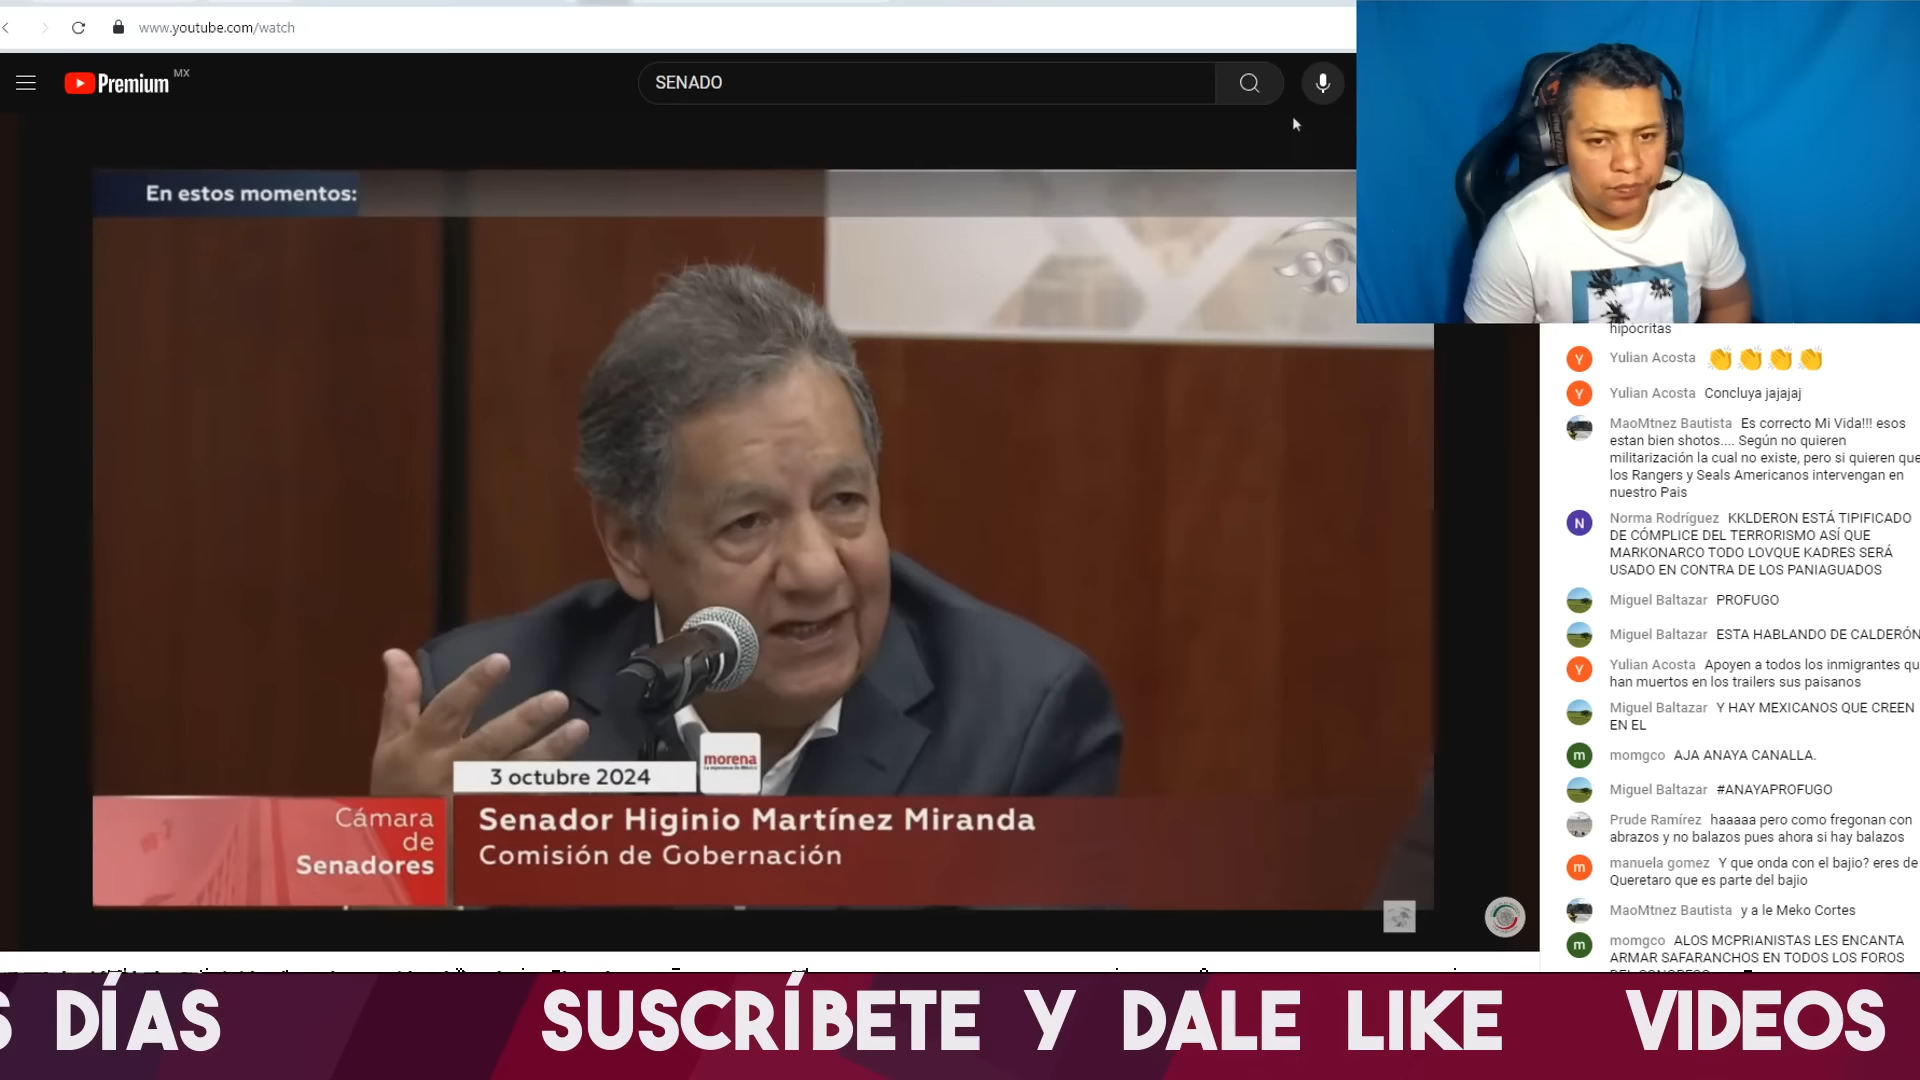 www.youtube.com/watch
Premium MX
SENADO
En estos momentos:
morena
3 octubre 2024
Cámara
de
Senadores
Senador Higinio Martínez Miranda
Comisión de Gobernación
hipócritas
Yulian Acosta 👏👏👏👏
Yulian Acosta Concluya jajajaj
MaoMtnez Bautista Es correcto Mi Vida!!! esos
estan bien shotos.... Según no quieren
militarización la cual no existe, pero si quieren que
los Rangers y Seals Americanos intervengan en
nuestro Pais
N
Norma Rodríguez KKLDERON ESTÁ TIPIFICADO
DE CÓMPLICE DEL TERRORISMO ASÍ QUE
MARKONARCO TODO LOVQUE KADRES SERÁ
USADO EN CONTRA DE LOS PANIAGUADOS
Miguel Baltazar PROFUGO
Miguel Baltazar ESTA HABLANDO DE CALDERÓN
Yulian Acosta Apoyen a todos los inmigrantes qu
han muertos en los trailers sus paisanos
Miguel Baltazar Y HAY MEXICANOS QUE CREEN
EN EL
momgco AJA ANAYA CANALLA.
Miguel Baltazar #ANAYAPROFUGO
Prude Ramírez haaaaa pero como fregonan con
abrazos y no balazos pues ahora si hay balazos
manuela gomez Y que onda con el bajio? eres de
Queretaro que es parte del bajio
MaoMtnez Bautista y a le Meko Cortes
momgco ALOS MCPRIANISTAS LES ENCANTA
ARMAR SAFARANCHOS EN TODOS LOS FOROS
S DÍAS SUSCRÍBETE Y DALE LIKE VIDEOS